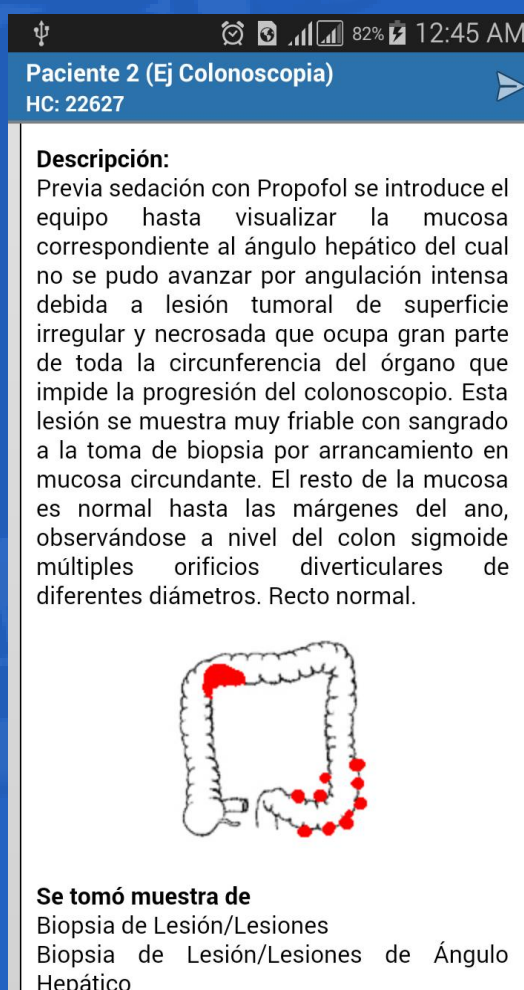 82% 12:45 AM
Paciente 2 (Ej Colonoscopia)
HC: 22627
Descripción:
Previa sedación con Propofol se introduce el
equipo hasta visualizar la mucosa
correspondiente al ángulo hepático del cual
no se pudo avanzar por angulación intensa
debida a lesión tumoral de superficie
irregular y necrosada que ocupa gran parte
de toda la circunferencia del órgano que
impide la progresión del colonoscopio. Esta
lesión se muestra muy friable con sangrado
a la toma de biopsia por arrancamiento en
mucosa circundante. El resto de la mucosa
es normal hasta las márgenes del ano,
observándose a nivel del colon sigmoide
múltiples orificios diverticulares de
diferentes diámetros. Recto normal.
Se tomó muestra de
Biopsia de Lesión/Lesiones
Biopsia de Lesión/Lesiones de Ángulo
Hepático